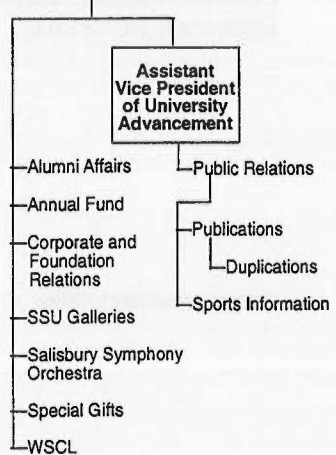 Assistant
Vice President
of University
Advancement
Alumni Affairs
Annual Fund
Corporate and
Foundation
Relations
SSU Galleries
Salisbury Symphony
Orchestra
Special Gifts
WSCL
Public Relations
Publications
Duplications
Sports Information